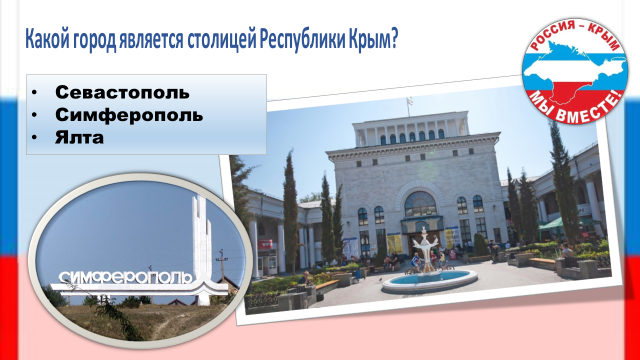 Какой город является столицей Республики Крым?
РОССИЯ – КРЫМ
МЫ ВМЕСТЕ!
• Севастополь
• Симферополь
• Ялта
СИМФЕРОПОЛЬ